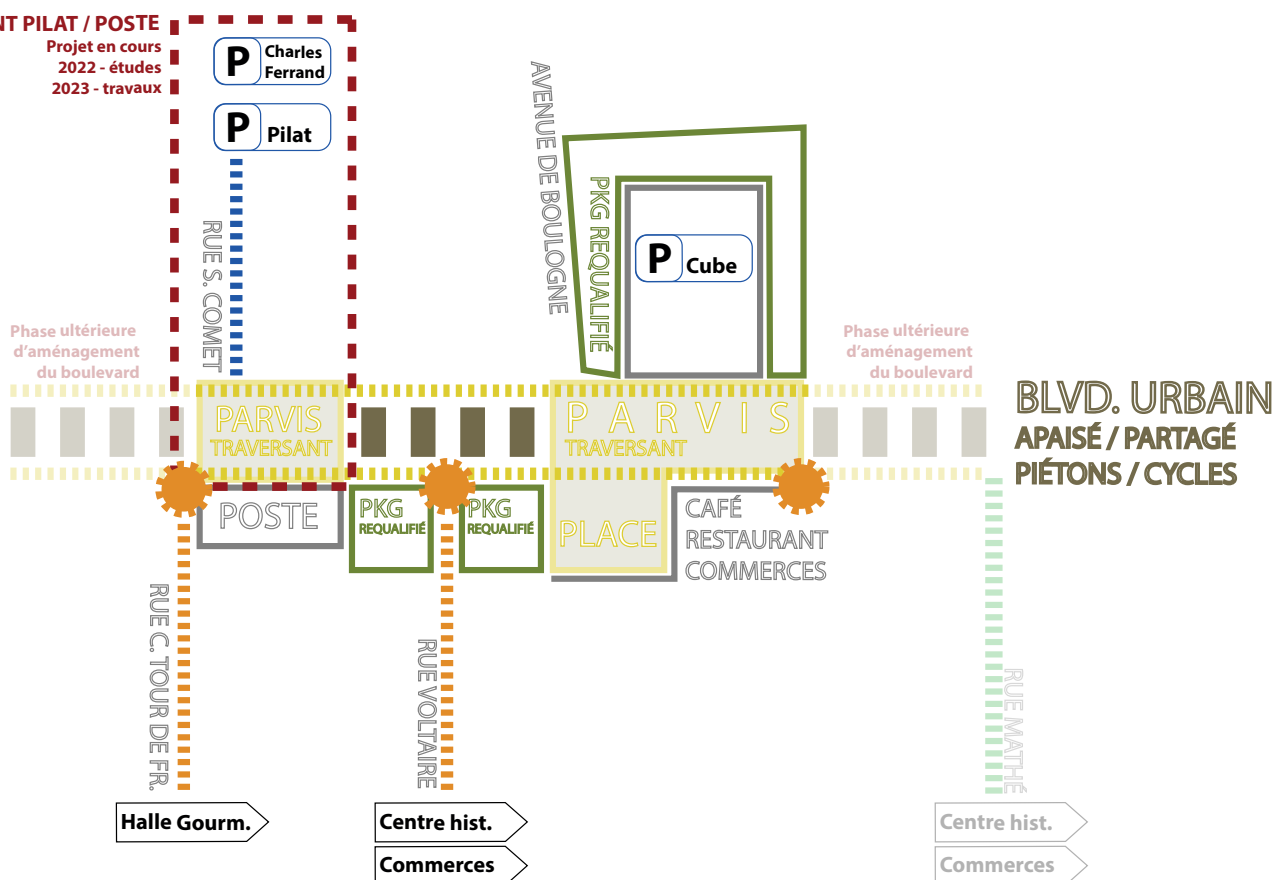 NT PILAT / POSTE
Projet en cours
2022 - études
2023 - travaux
P Charles
Ferrand
P Pilat
RUE S. COMET
AVENUE DE BOULOGNE
PKG REQUALIFIÉ
P Cube
Phase ultérieure
d'aménagement
du boulevard
Phase ultérieure
d'aménagement
du boulevard
PARVIS
TRAVERSANT
PARVIS
TRAVERSANT
BLVD. URBAIN
APAISÉ / PARTAGÉ
PIÉTONS / CYCLES
POSTE
PKG
REQUALIFIÉ
PKG
REQUALIFIÉ
PLACE
CAFÉ
RESTAURANT
COMMERCES
RUE C. TOUR DE FR.
RUE VOLTAIRE
RUE MATHÉ
Halle Gourm.
Centre hist.
Commerces
Centre hist.
Commerces